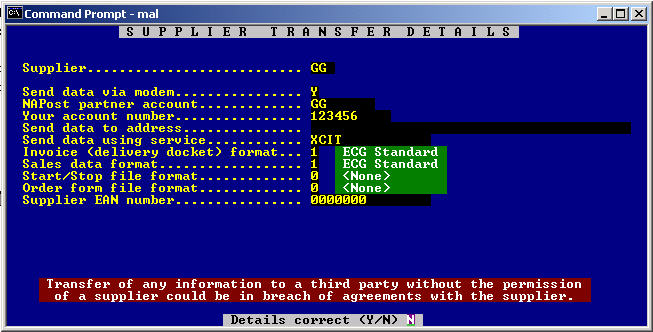 Command Prompt - mal
SUPPLIER TRANSFER DETAILS
Supplier........................... GG
Send data via modem................ Y
NAPost partner account............. GG
Your account number................ 123456
Send data to address...............
Send data using service............ XCIT
Invoice (delivery docket) format... 1 ECG Standard
Sales data format.................. 1 ECG Standard
Start/Stop file format............. 0 <None>
Order form file format............. 0 <None>
Supplier EAN number................ 0000000
Transfer of any information to a third party without the permission
of a supplier could be in breach of agreements with the supplier.
Details correct (Y/N) N